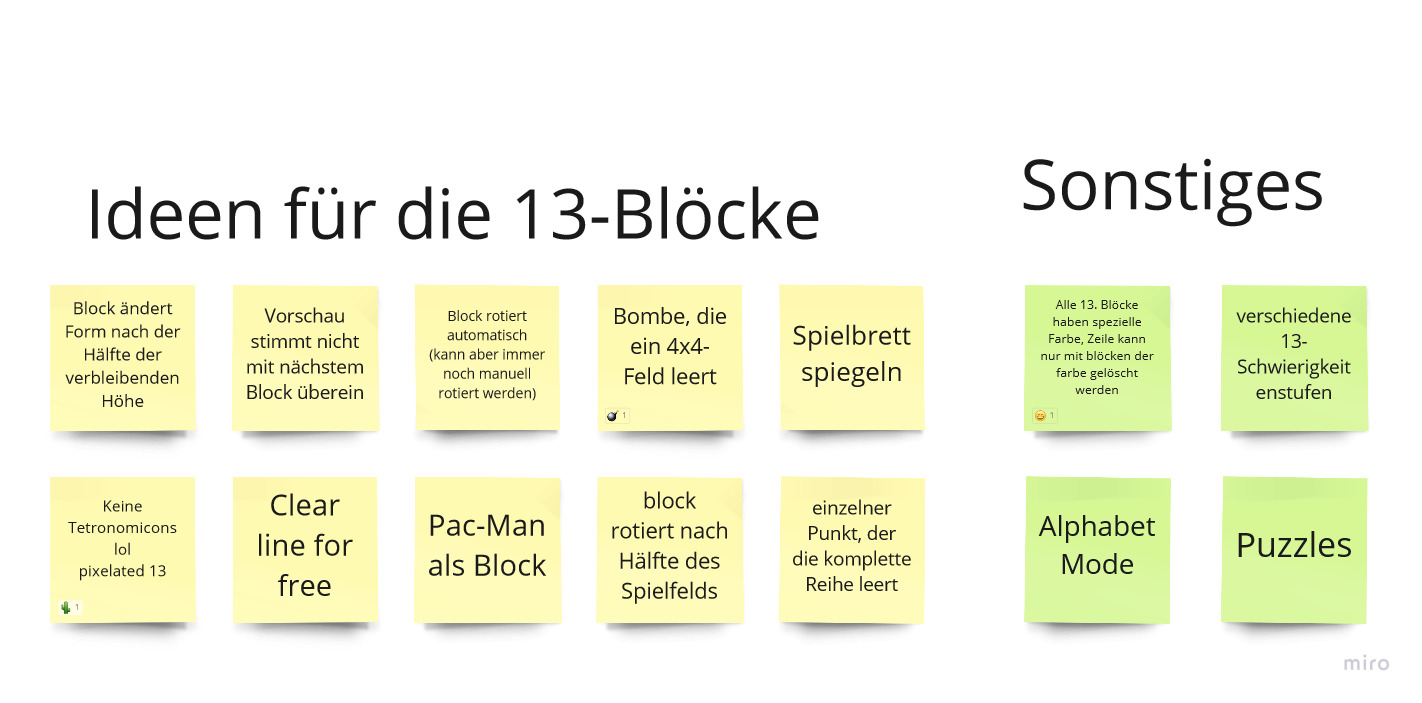 Ideen für die 13-Blöcke
Block ändert
Form nach der
Hälfte der
verbleibenden
Höhe
Vorschau
stimmt nicht
mit nächstem
Block überein
Block rotiert
automatisch
(kann aber immer
noch manuell
rotiert werden)
Bombe, die
ein 4x4-
Feld leert
1
Spielbrett
spiegeln
Keine
Tetronomicons
lol
pixelated 13
1
Clear
line for
free
Pac-Man
als Block
block
rotiert nach
Hälfte des
Spielfelds
einzelner
Punkt, der
die komplette
Reihe leert
Sonstiges
Alle 13. Blöcke
haben spezielle
Farbe, Zeile kann
nur mit blöcken der
farbe gelöscht
werden
1
verschiedene
13-
Schwierigkeit
enstufen
Alphabet
Mode
Puzzles
miro